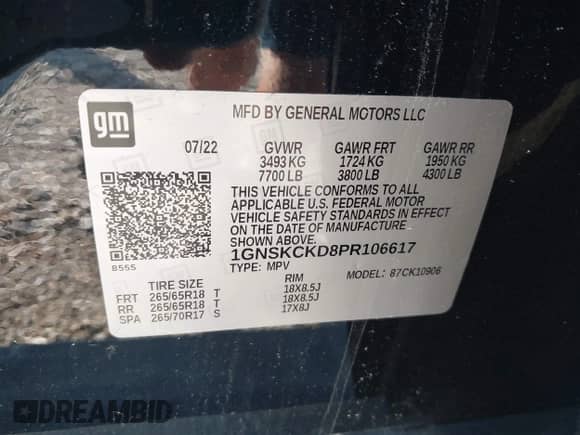 gm
MFD BY GENERAL MOTORS LLC
07/22 GVWR GAWR FRT GAWR RR
3493 KG 1724 KG 1950 KG
7700 LB 3800 LB 4300 LB
THIS VEHICLE CONFORMS TO ALL
APPLICABLE U.S. FEDERAL MOTOR
VEHICLE SAFETY STANDARDS IN EFFECT
ON THE DATE OF MANUFACTURE
SHOWN ABOVE.
8555
1GNSKCKD8PR106617
TYPE: MPV MODEL: 87CK10906
TIRE SIZE RIM
FRT 265/65R18 T 18X8.5J
RR 265/65R18 T 18X8.5J
SPA 265/70R17 S 17X8J
DREAMBID